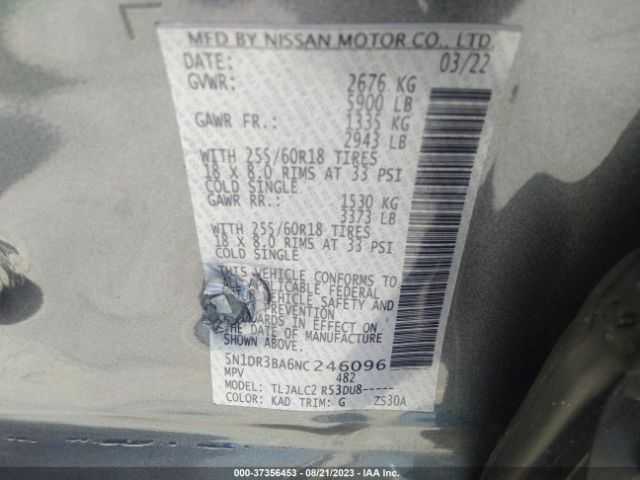 MFD BY NISSAN MOTOR CO., LTD.
DATE: 03/22
GVWR: 2676 KG
5900 LB
GAWR FR.: 1335 KG
2943 LB
WITH 255/60R18 TIRES
18 X 8.0 RIMS AT 33 PSI
COLD SINGLE
GAWR RR.: 1530 KG
3373 LB
WITH 255/60R18 TIRES
18 X 8.0 RIMS AT 33 PSI
COLD SINGLE
THIS VEHICLE CONFORMS TO
ALL APPLICABLE FEDERAL
VEHICLE SAFETY AND
PREVENTION
STANDARDS IN EFFECT ON
THE DATE OF MANUFACTURE
SHOWN ABOVE.
5N1DR3BA6NC246096
MPV 482
MODEL: TLJALC2 R53DU8-----
COLOR: KAD TRIM: G ZS30A
000-37356453 - 08/21/2023 - IAA Inc.